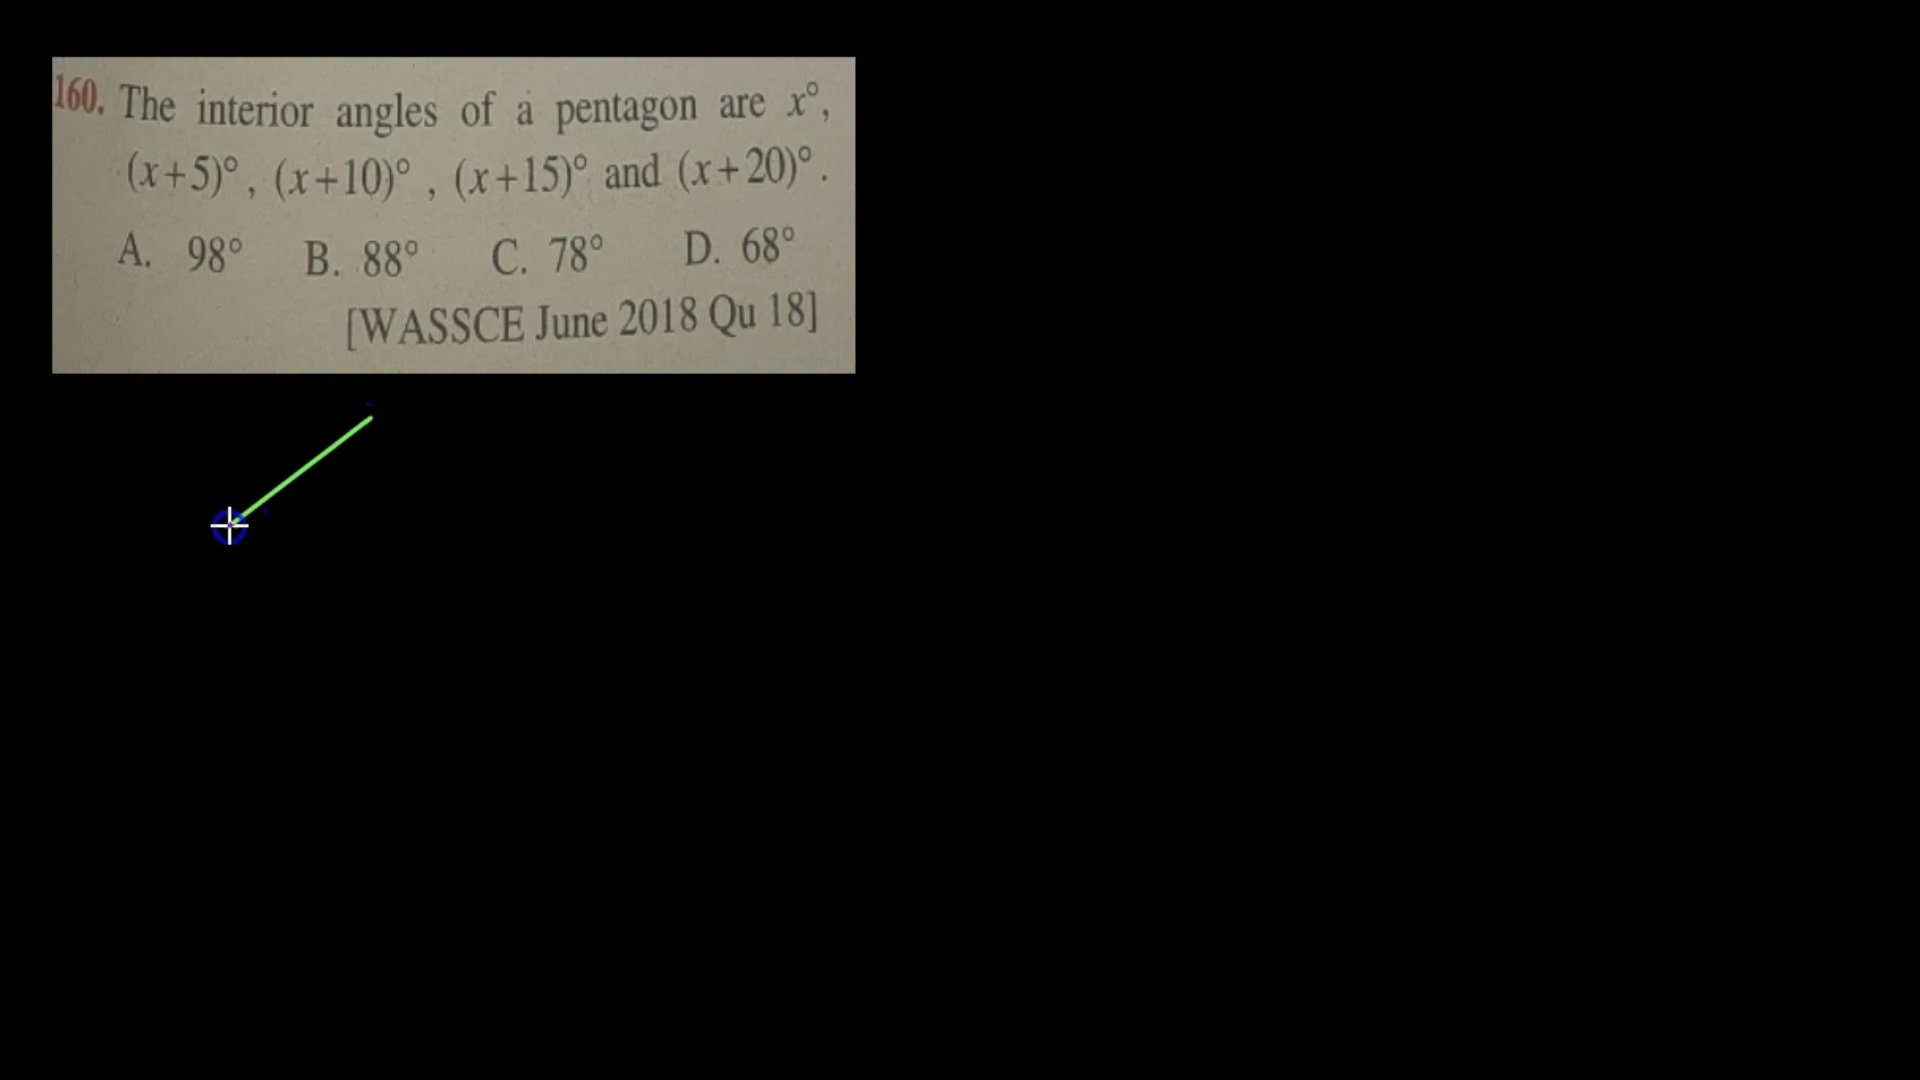 160. The interior angles of a pentagon are x°,
(x+5)°, (x+10)°, (x+15)° and (x+20)°.
A. 98° B. 88° C. 78° D. 68°
[WASSCE June 2018 Qu 18]